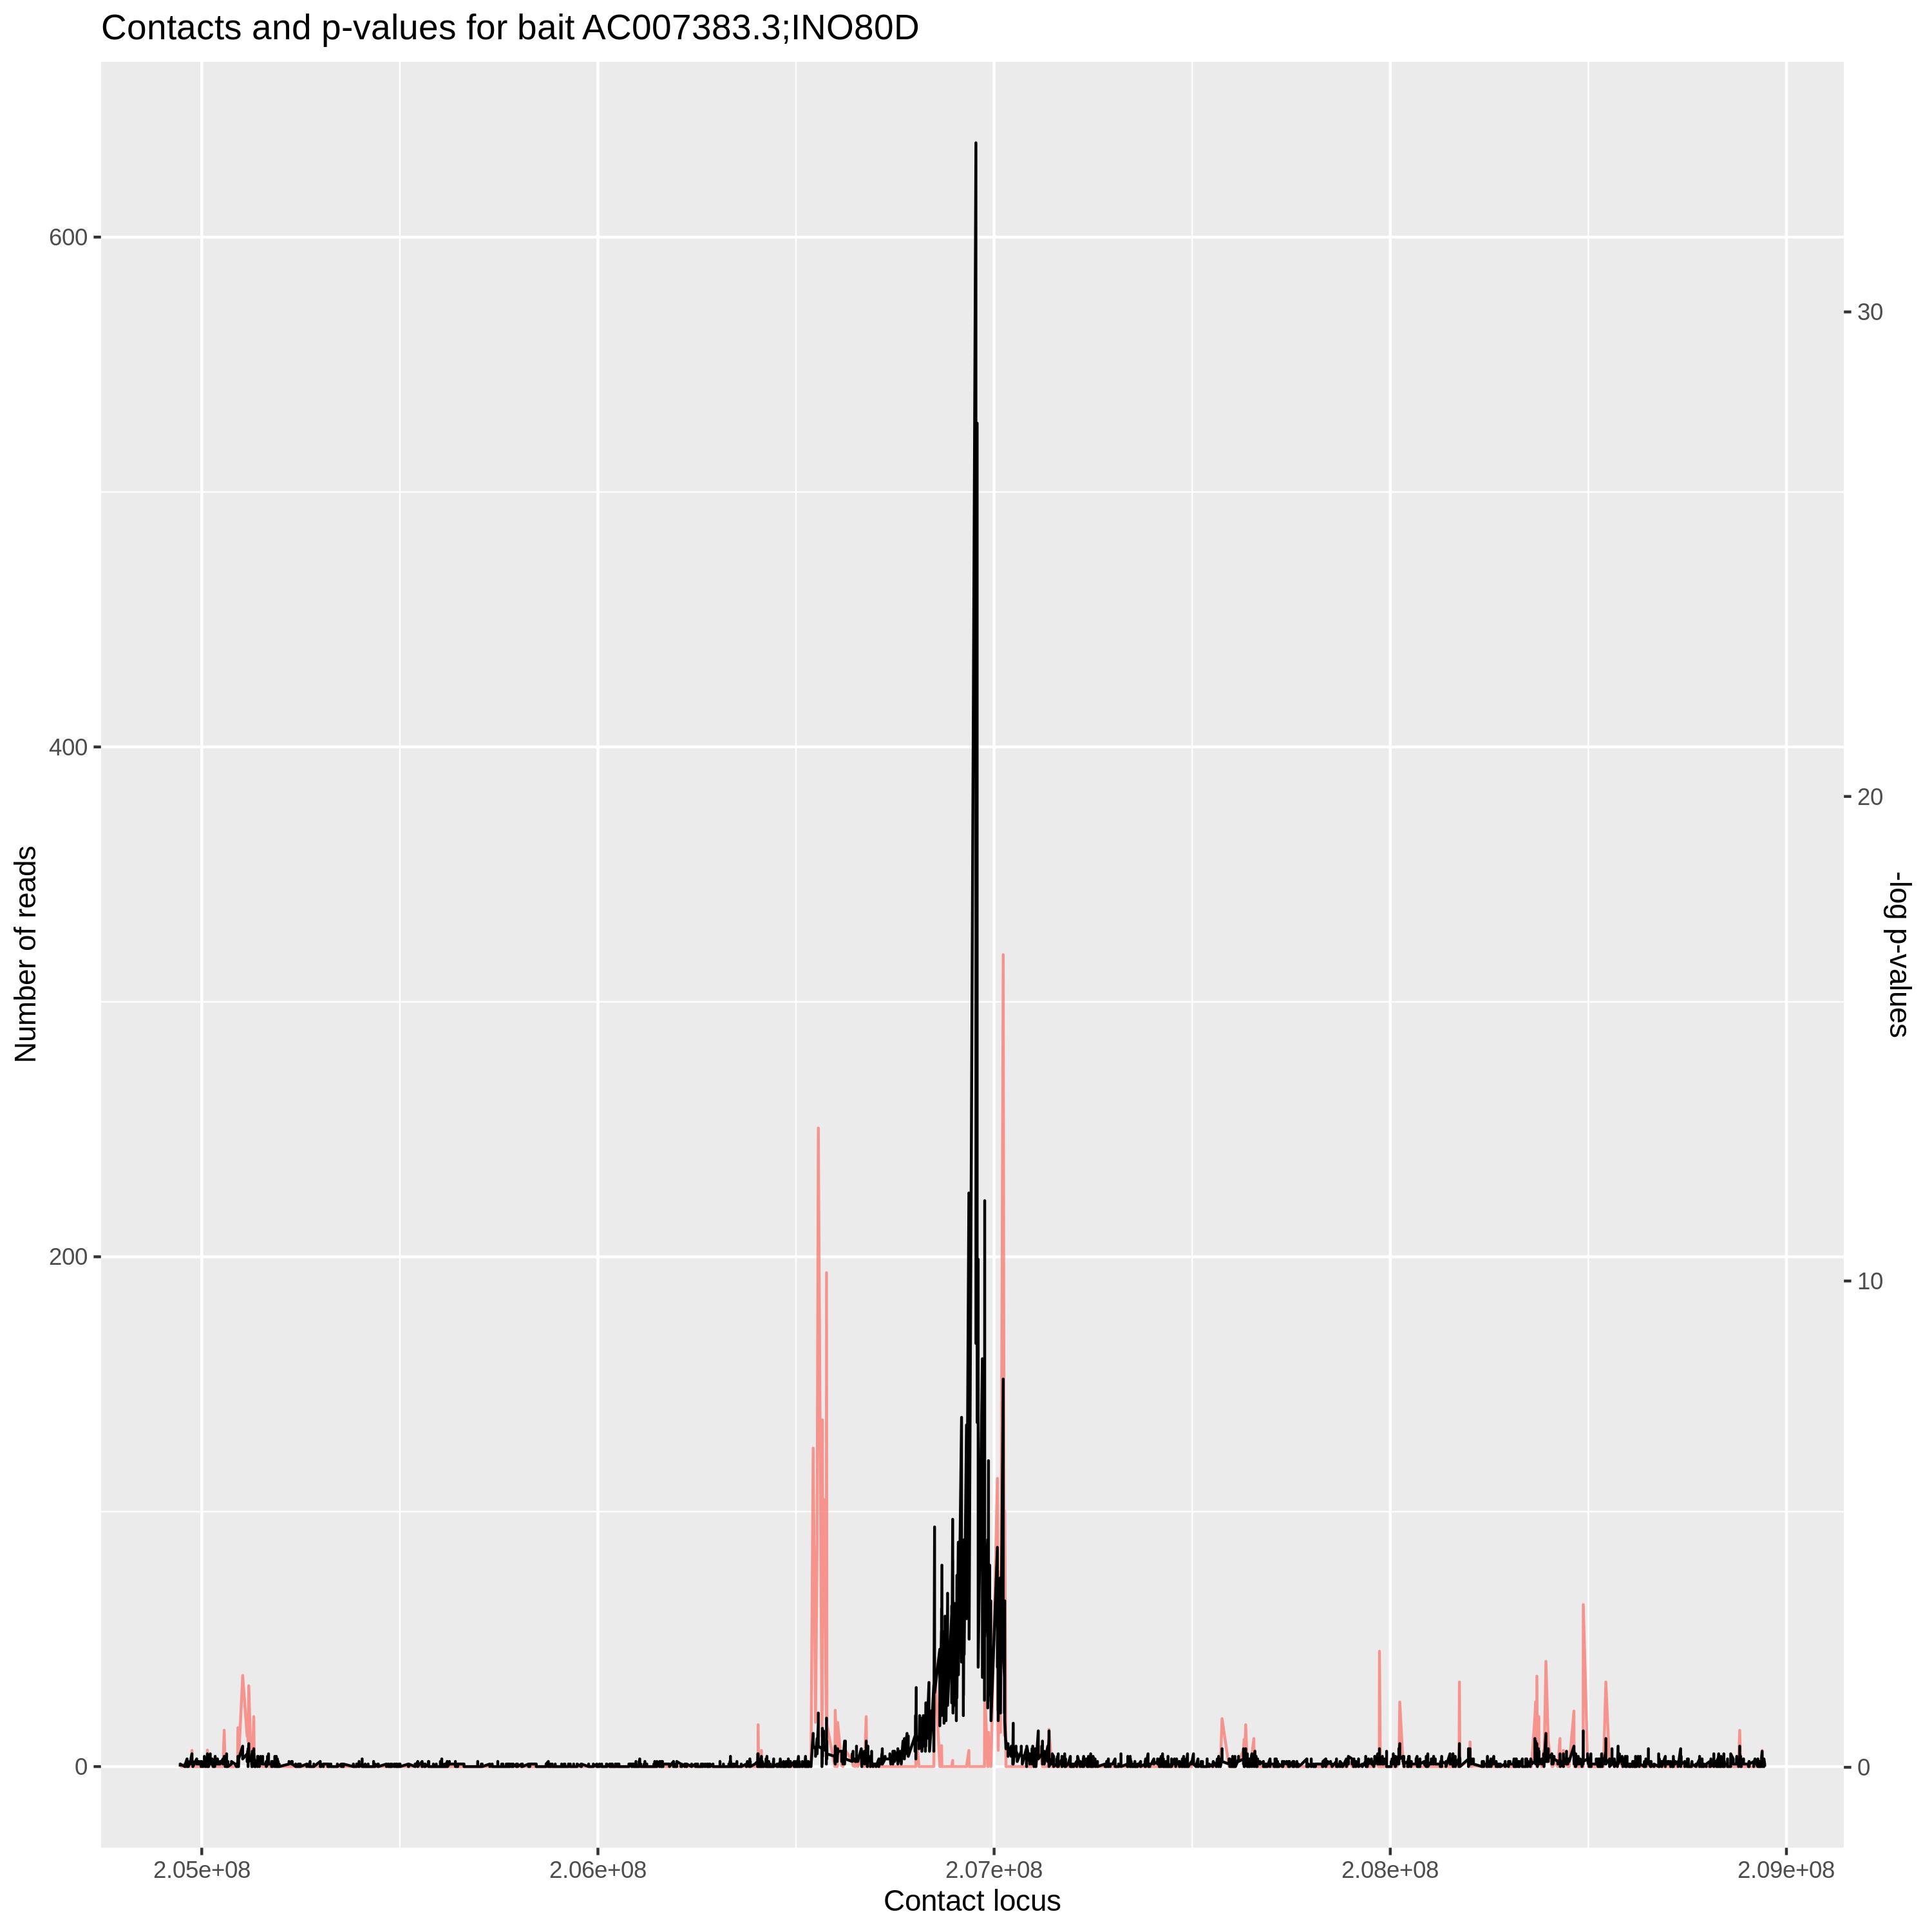 Contacts and p-values for bait AC007383.3;INO80D
600
400
200
0
Number of reads
30
20
10
0
-log p-values
2.05e+08
2.06e+08
2.07e+08
2.08e+08
2.09e+08
Contact locus